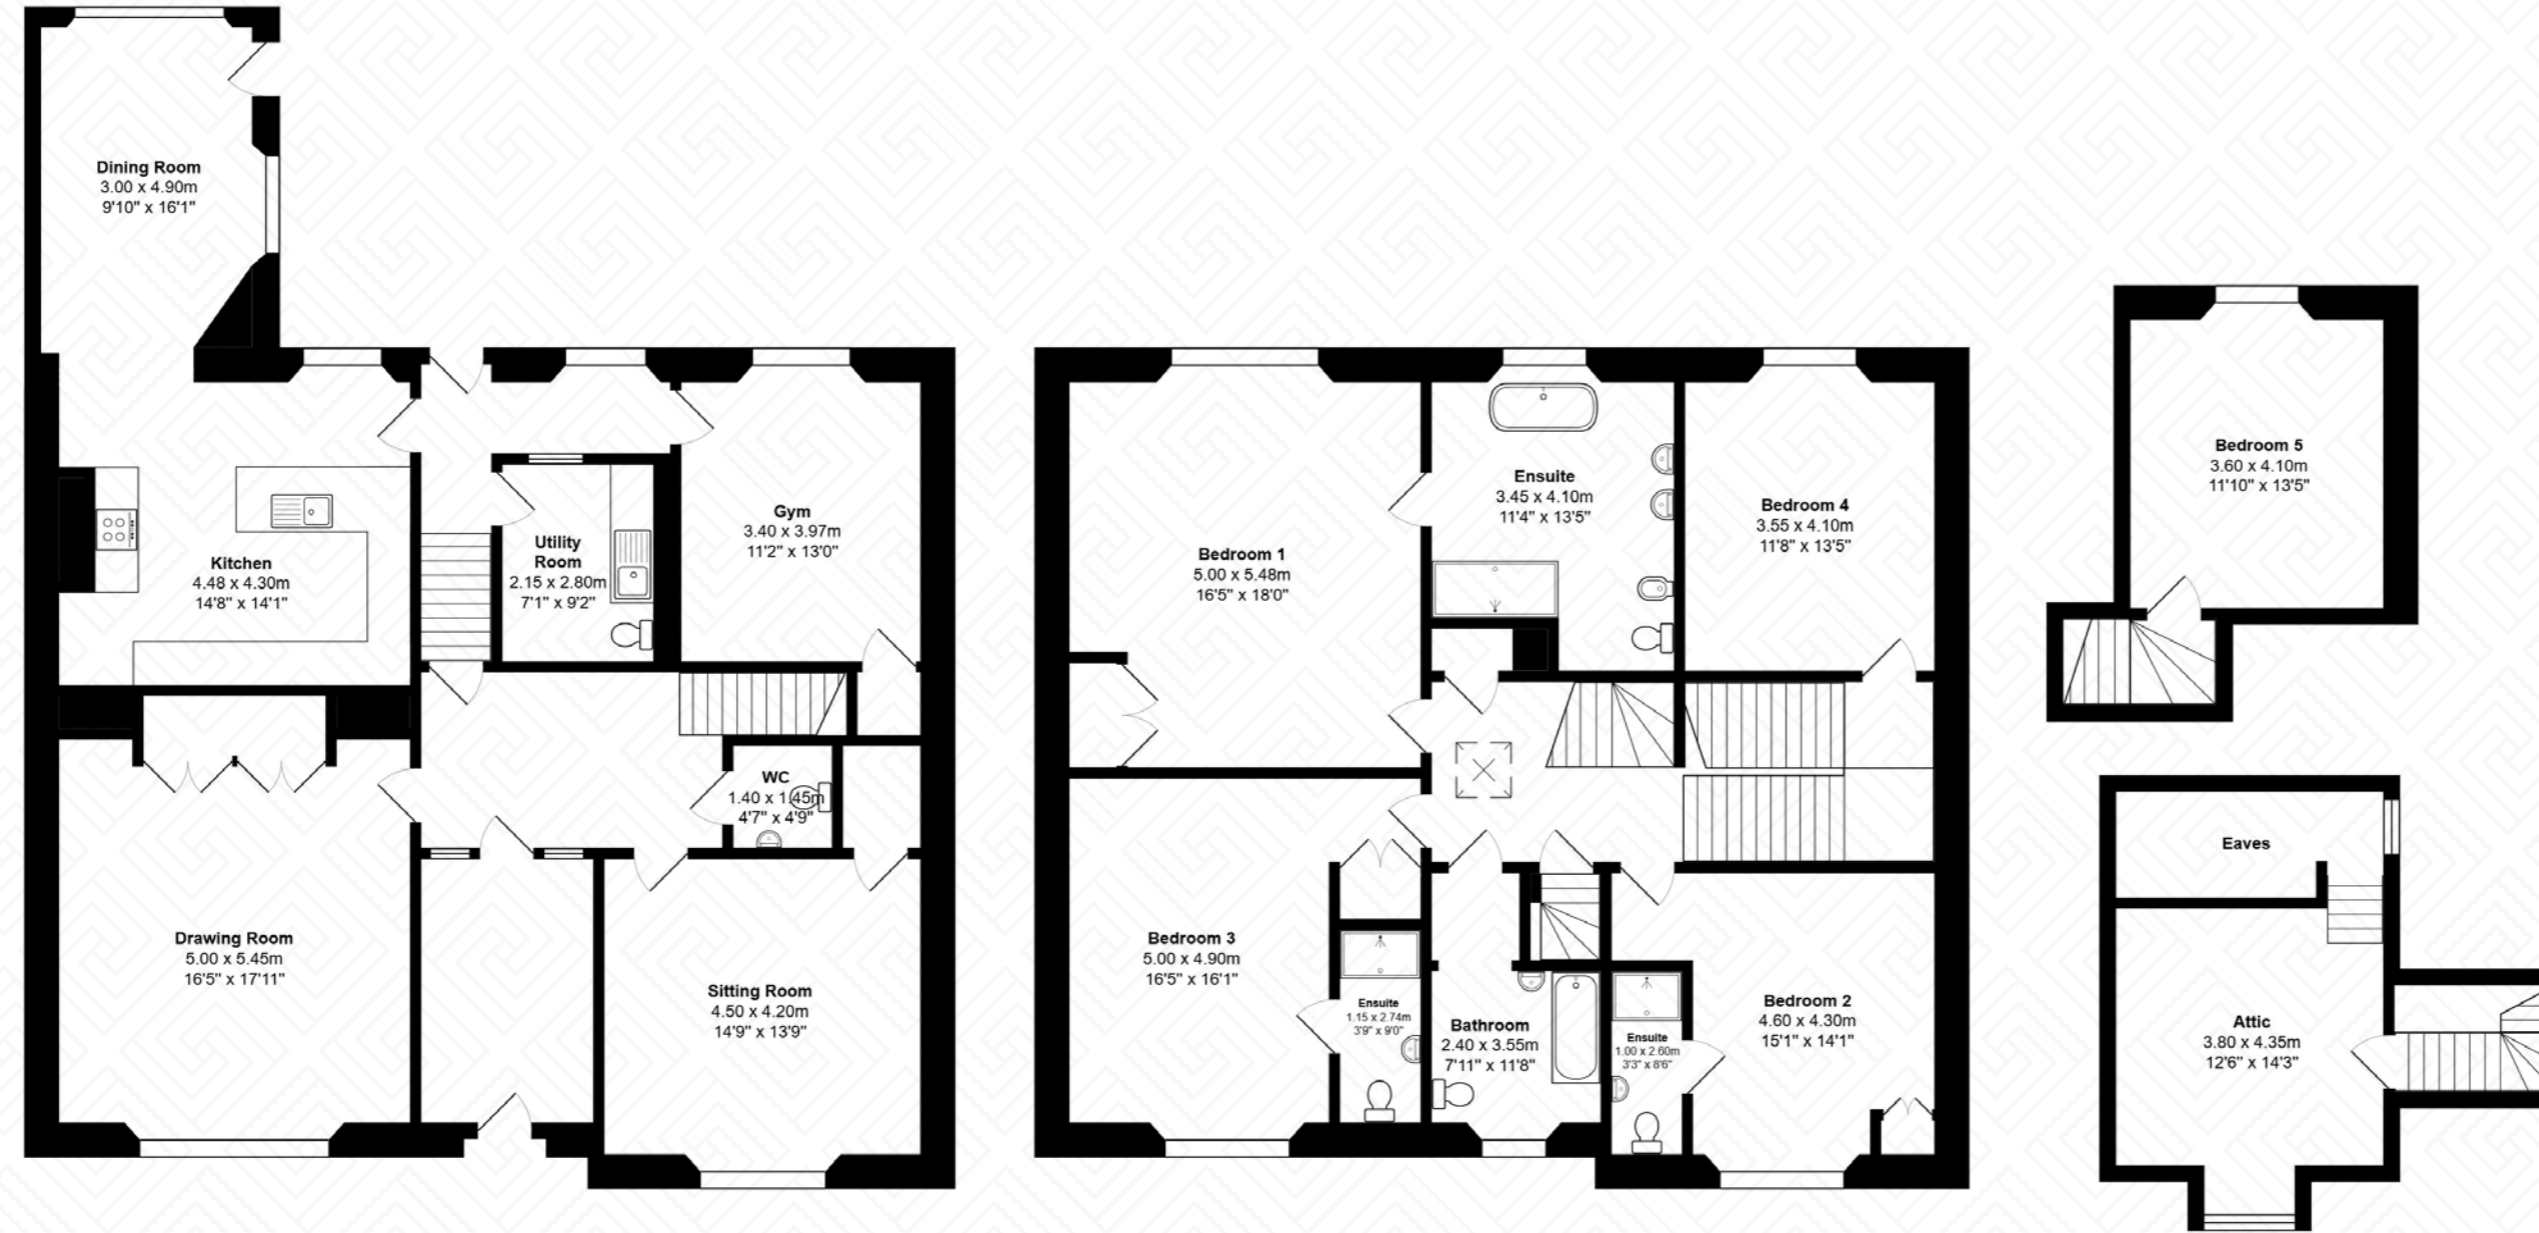 Dining Room
3.00 x 4.90m
9'10" x 16'1"
Kitchen
4.48 x 4.30m
14'8" x 14'1"
Utility
Room
2.15 x 2.80m
7'1" x 9'2"
Gym
3.40 x 3.97m
11'2" x 13'0"
WC
1.40 x 1.45m
4'7" x 4'9"
Drawing Room
5.00 x 5.45m
16'5" x 17'11"
Sitting Room
4.50 x 4.20m
14'9" x 13'9"
Bedroom 1
5.00 x 5.48m
16'5" x 18'0"
Ensuite
3.45 x 4.10m
11'4" x 13'5"
Bedroom 4
3.55 x 4.10m
11'8" x 13'5"
Bedroom 3
5.00 x 4.90m
16'5" x 16'1"
Ensuite
1.15 x 2.74m
3'9" x 9'0"
Bathroom
2.40 x 3.55m
7'11" x 11'8"
Ensuite
1.00 x 2.60m
3'3" x 8'6"
Bedroom 2
4.60 x 4.30m
15'1" x 14'1"
Bedroom 5
3.60 x 4.10m
11'10" x 13'5"
Eaves
Attic
3.80 x 4.35m
12'6" x 14'3"